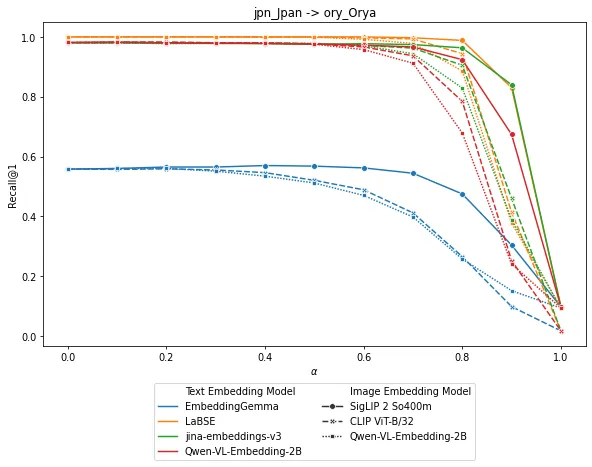 jpn_Jpan -> ory_Orya
Recall@1
1.0
0.8
0.6
0.4
0.2
0.0
0.0 0.2 0.4 0.6 0.8 1.0
α
Text Embedding Model
EmbeddingGemma
LaBSE
jina-embeddings-v3
Qwen-VL-Embedding-2B
Image Embedding Model
SigLIP 2 So400m
CLIP ViT-B/32
Qwen-VL-Embedding-2B